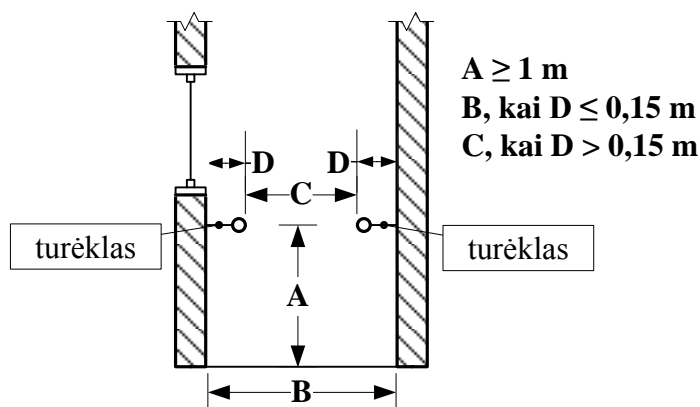 A ≥ 1 m
B, kai D ≤ 0,15 m
C, kai D > 0,15 m
D D
C
turėklas turėklas
A
B